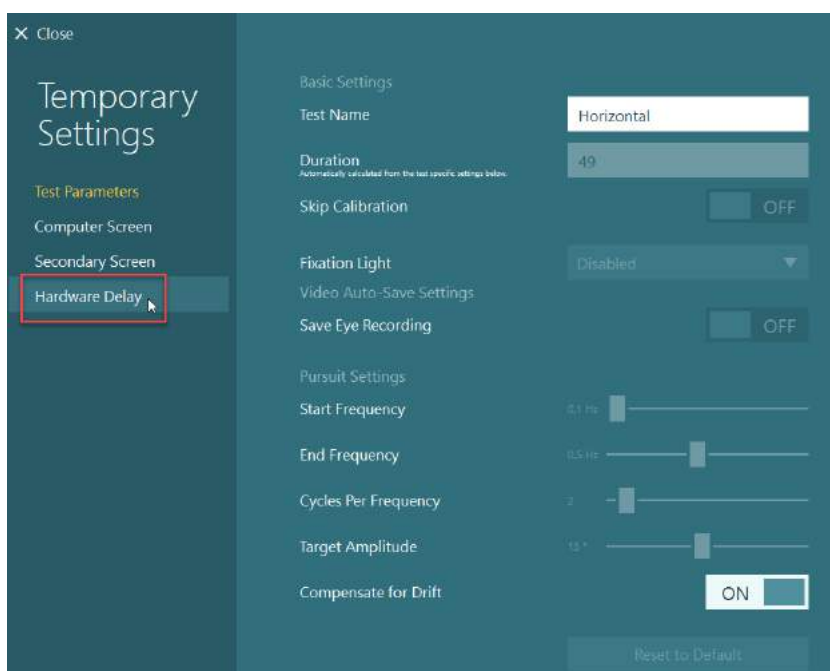 Close
Temporary
Settings
Test Parameters
Computer Screen
Secondary Screen
Hardware Delay
Basic Settings
Test Name
Horizontal
Duration
49
Automatically calculated from the test specific settings below.
Skip Calibration
OFF
Fixation Light
Disabled
Video Auto-Save Settings
Save Eye Recording
OFF
Pursuit Settings
Start Frequency
0,1 Hz
End Frequency
0,5 Hz
Cycles Per Frequency
2
Target Amplitude
15 °
Compensate for Drift
ON
Reset to Default